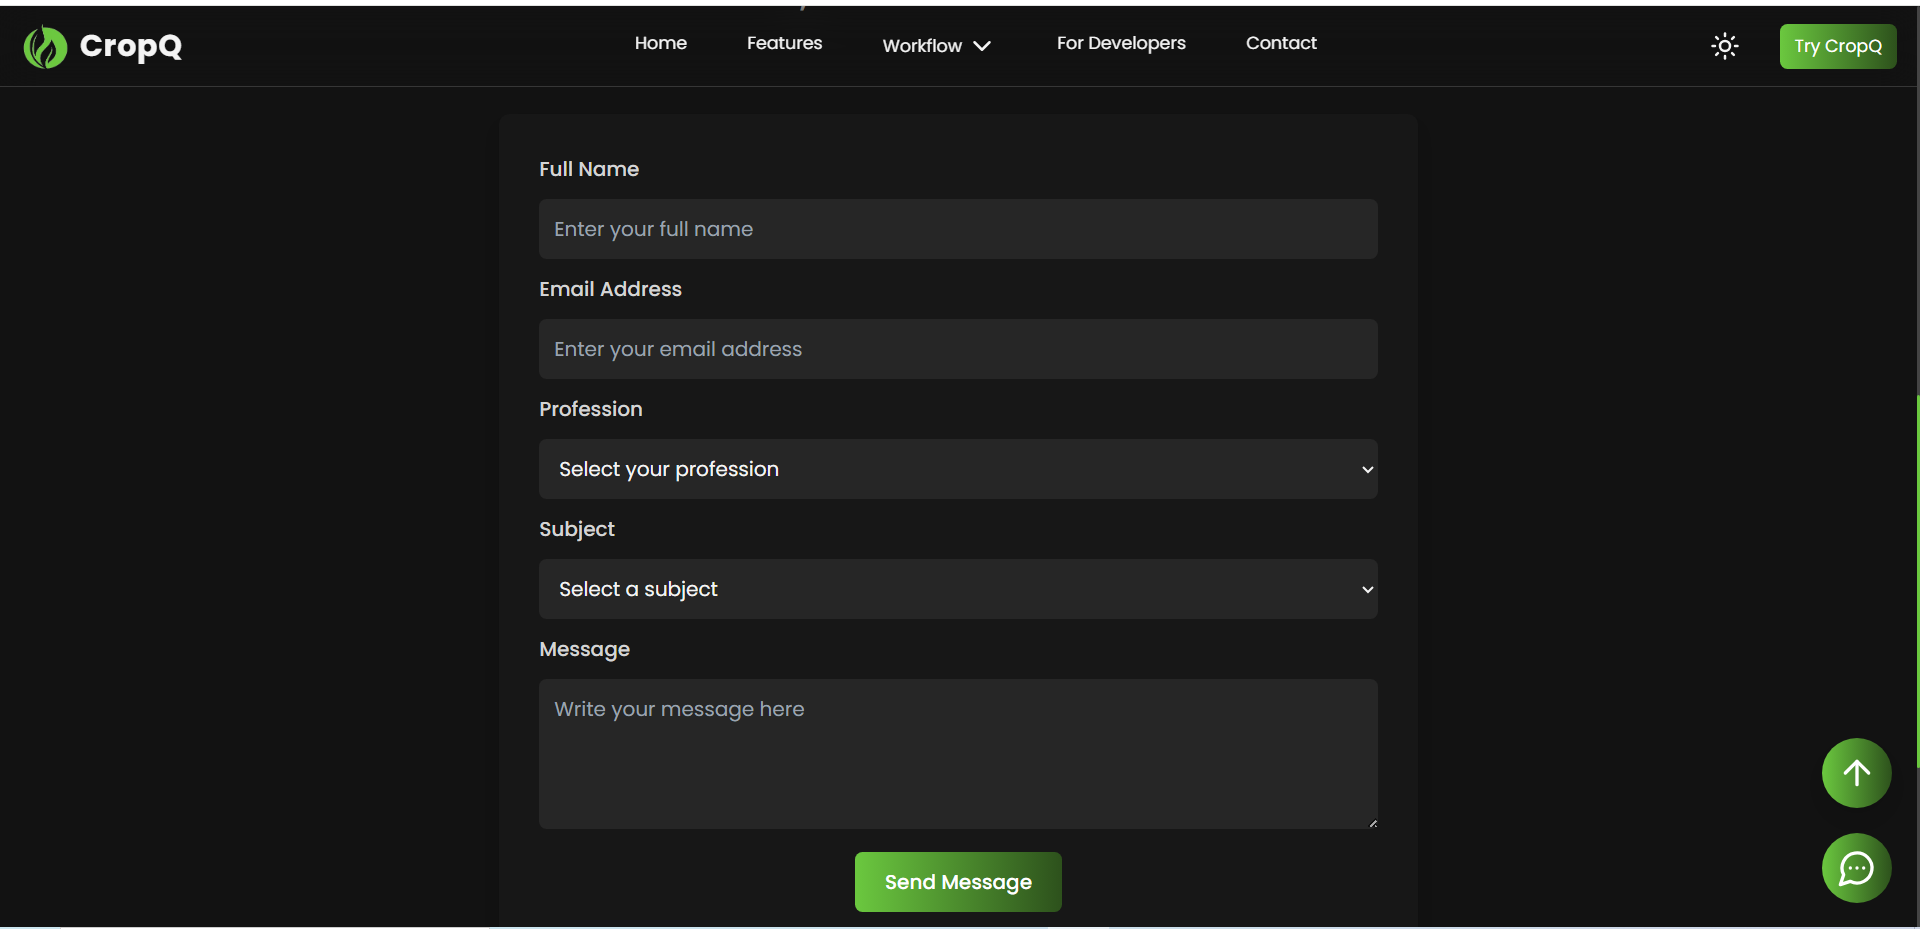 CropQ
Home
Features
Workflow
For Developers
Contact
Try CropQ
Full Name
Enter your full name
Email Address
Enter your email address
Profession
Select your profession
Subject
Select a subject
Message
Write your message here
Send Message